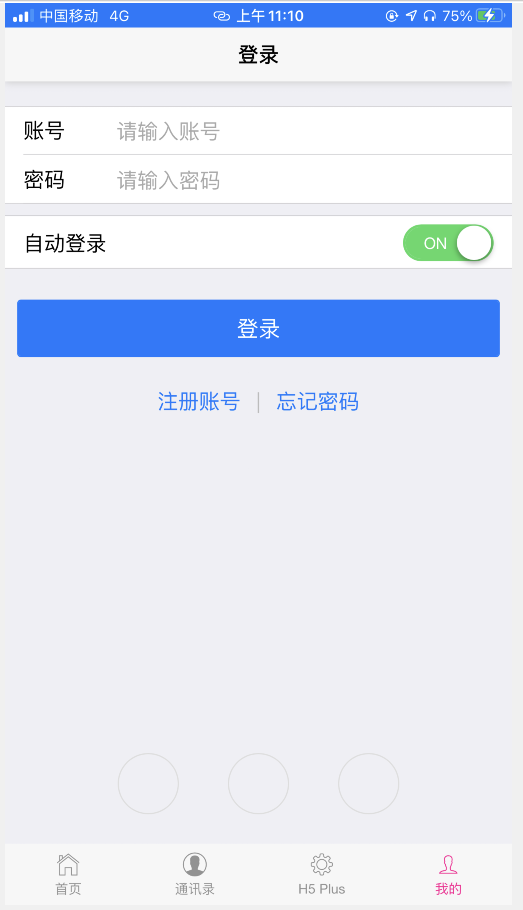 中国移动 4G 上午 11:10 75%
登录
账号 请输入账号
密码 请输入密码
自动登录 ON
登录
注册账号 | 忘记密码
首页 通讯录 H5 Plus 我的